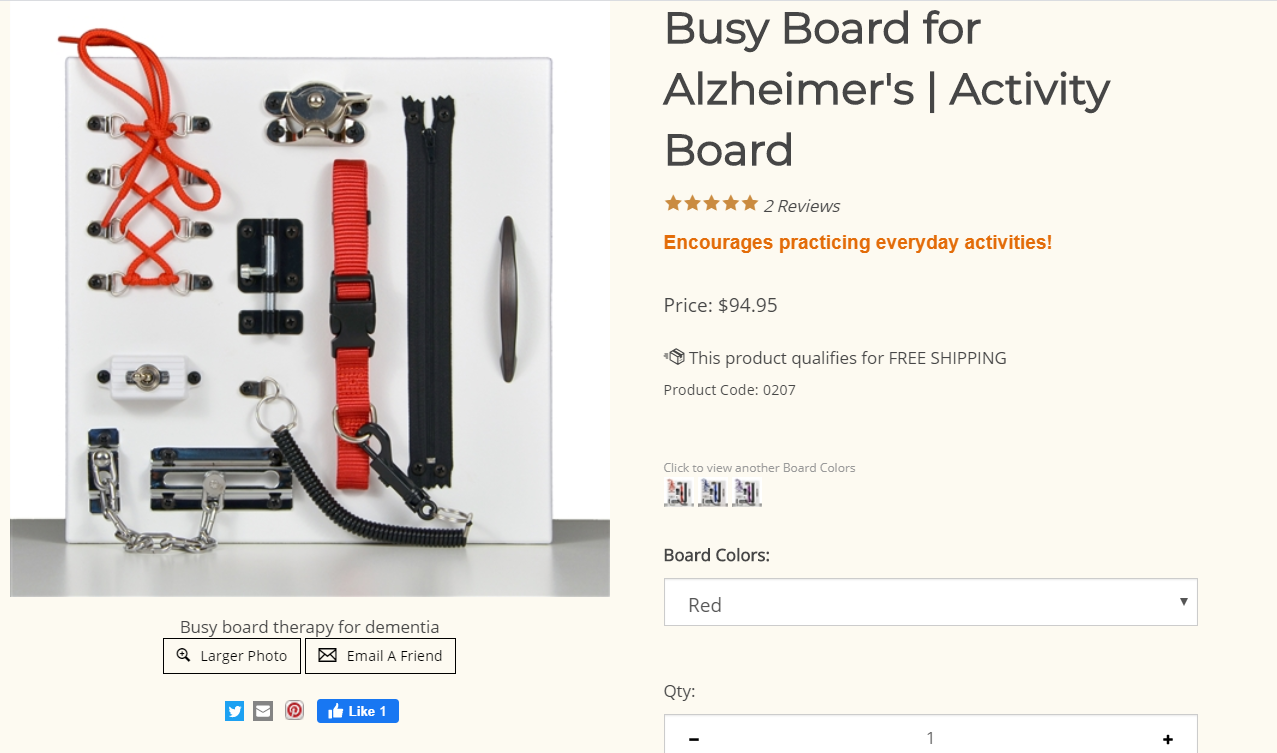 Busy Board for
Alzheimer's | Activity
Board
2 Reviews
Encourages practicing everyday activities!
Price: $94.95
This product qualifies for FREE SHIPPING
Product Code: 0207
Click to view another Board Colors
Board Colors:
Red
Qty:
1
Busy board therapy for dementia
Larger Photo
Email A Friend
Like 1